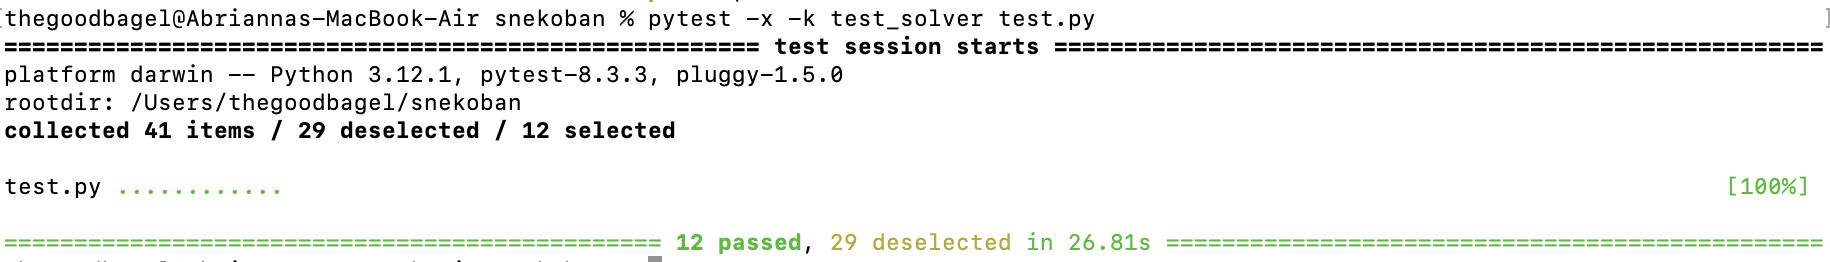 [thegoodbagel@Abriannas-MacBook-Air snekoban % pytest -x -k test_solver test.py ]
============================= test session starts ==============================
platform darwin -- Python 3.12.1, pytest-8.3.3, pluggy-1.5.0
rootdir: /Users/thegoodbagel/snekoban
collected 41 items / 29 deselected / 12 selected
test.py ............ [100%]
====================== 12 passed, 29 deselected in 26.81s ======================